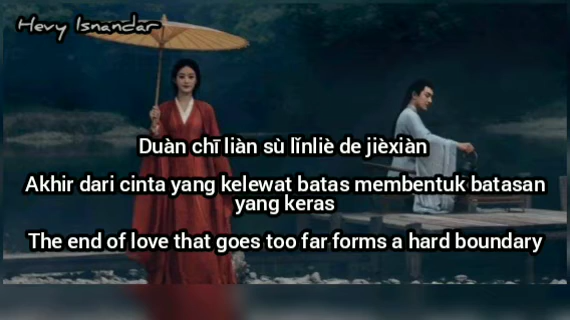 Hevy Isnandar
Duàn chī liàn sù lǐnliè de jièxiàn
Akhir dari cinta yang kelewat batas membentuk batasan
yang keras
The end of love that goes too far forms a hard boundary